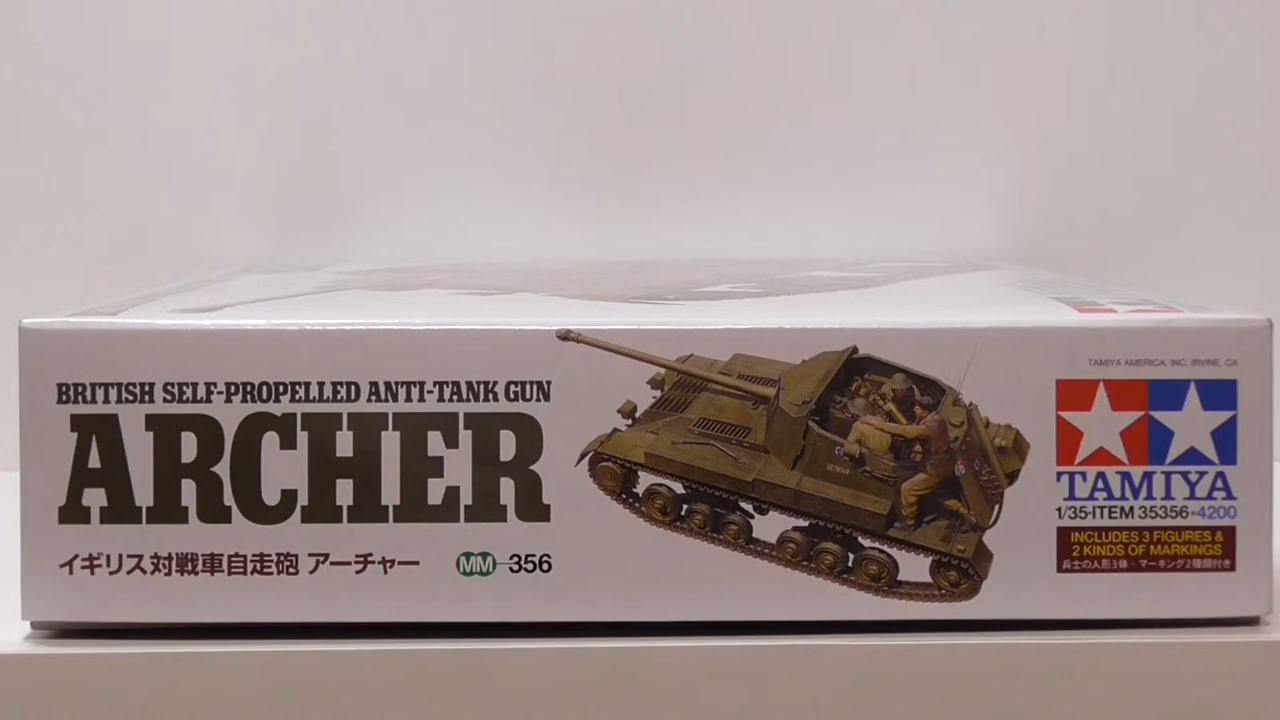 BRITISH SELF-PROPELLED ANTI-TANK GUN
ARCHER
イギリス対戦車自走砲 アーチャー
MM 356
TAMIYA AMERICA, INC. IRVINE, CA
TAMIYA
1/35•ITEM 35356•4200
INCLUDES 3 FIGURES &
2 KINDS OF MARKINGS
兵士の人形3体・マーキング2種類付き